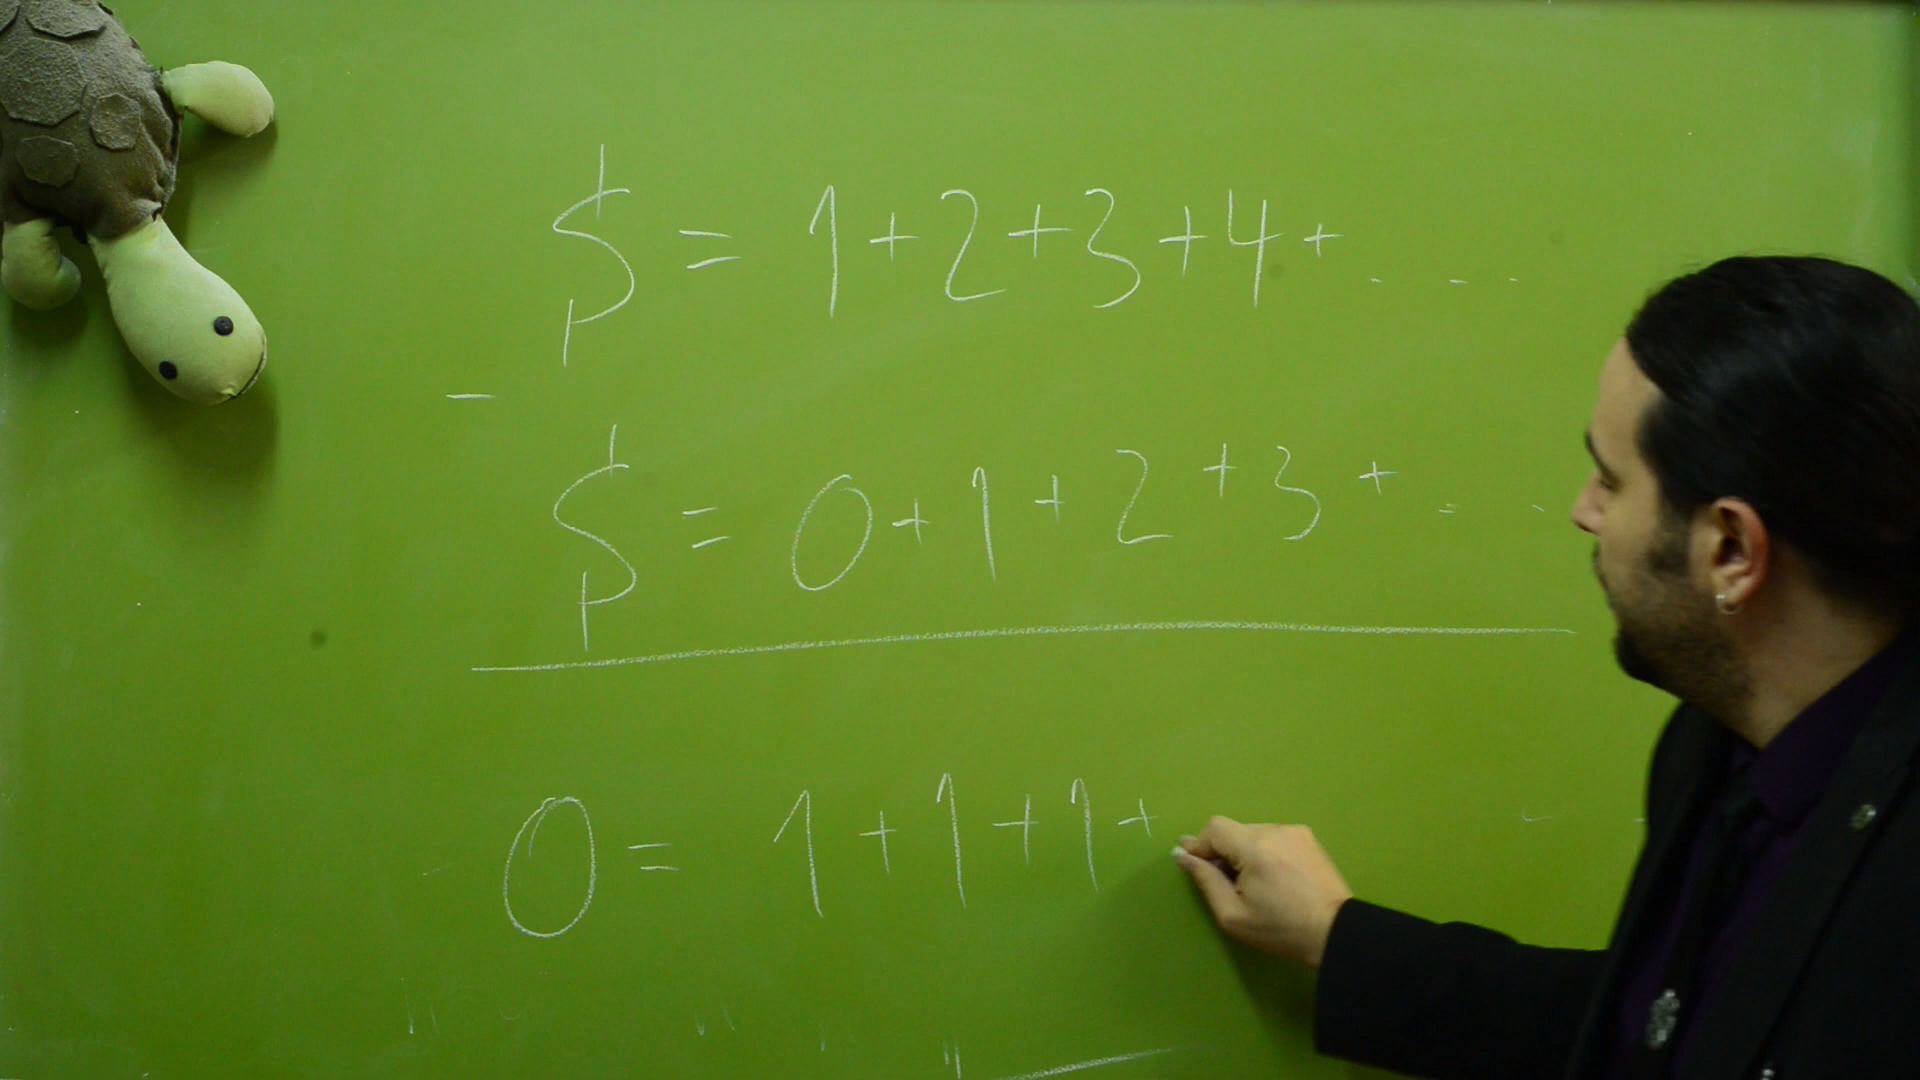 S = 1 + 2 + 3 + 4 + ...
-
S = 0 + 1 + 2 + 3 + ...
0 = 1 + 1 + 1 +